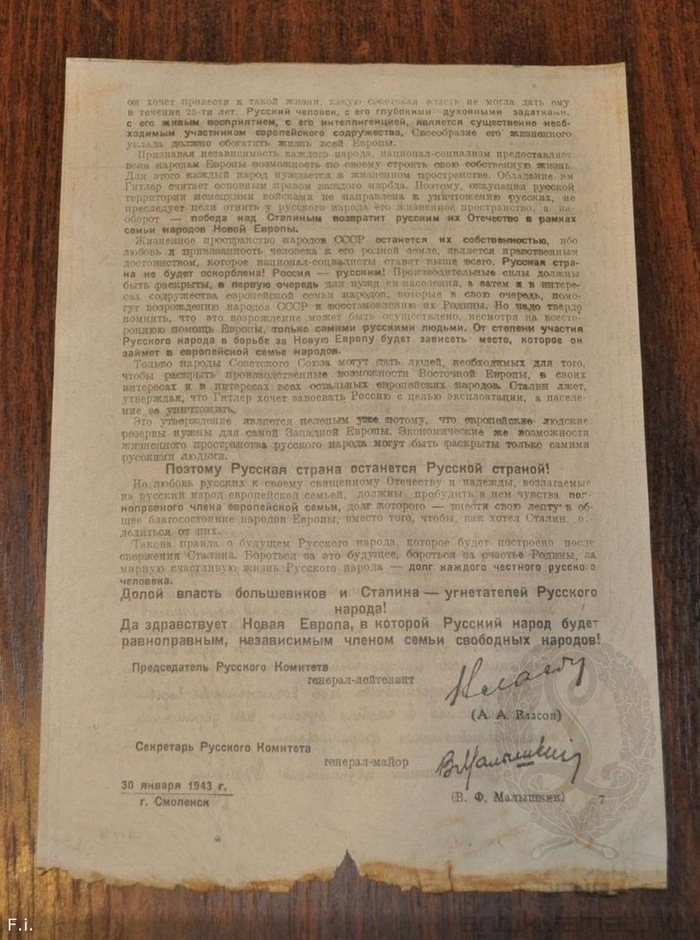 он хочет привести к такой жизни, какую советская власть не могла дать ему
в течение 25-ти лет. Русский человек, с его глубокими духовными задатками,
с его живым восприятием, с его интеллигенцией, является существенно необ-
ходимым участником европейского содружества. Своеобразие его жизненного
уклада должно обогатить жизнь всей Европы.
Признавая независимость каждого народа, национал-социализм предоставляет
всем народам Европы возможность по своему строить свою собственную жизнь.
Для этого каждый народ нуждается в жизненном пространстве. Обладание им
Гитлер считает основным правом каждого народа. Поэтому, оккупация русской
территории немецкими войсками не направлена к уничтожению русских, не
преследует цели отнять у русского народа его жизненное пространство, а на-
оборот — победа над Сталиным возвратит русским их Отечество в рамках
семьи народов Новой Европы.
Жизненное пространство народов СССР останется их собственностью, ибо
любовь и привязанность человека к его родной земле, является нравственным
достоинством, которое национал-социалисты ставят выше всего. Русская стра-
на не будет оскорблена! Россия — русским! Производительные силы должны
быть раскрыты, в первую очередь для нужд ея населения, а затем и в интере-
сах содружества европейской семьи народов, которые в свою очередь, помо-
гут возрождению народов СССР и восстановлению их Родины. Но надо твердо
помнить, что это возрождение может быть осуществлено, несмотря на всесто-
роннюю помощь Европы, только самими русскими людьми. От степени участия
Русского народа в борьбе за Новую Европу будет зависеть место, которое он
займет в европейской семье народов.
Только народы Советского Союза могут дать людей, необходимых для того,
чтобы раскрыть производственные возможности Восточной Европы, в своих
интересах и в интересах всех остальных европейских народов. Сталин лжет,
утверждая, что Гитлер хочет завоевать Россию с целью эксплоатации, а населе-
ние ее уничтожить.
Это утверждение является нелепым уже потому, что европейские людские
резервы нужны для самой Западной Европы. Экономические же возможности
жизненного пространства русского народа могут быть раскрыты только самими
русскими людьми.
Поэтому Русская страна останется Русской страной!
На любовь русских к своему священному Отечеству и надежды, возлагаемые
на русский народ европейской семьей, должны пробудить в нем чувства пол-
ноправного члена европейской семьи, долг которого — внести свою лепту в об-
щее благосостояние народов Европы, вместо того, чтобы, как хотел Сталин,
делиться от них.
Такова правда о будущем Русского народа, которое будет построено после
свержения Сталина. Бороться за это будущее, бороться за счастье Родины, за
мирную счастливую жизнь Русского народа — долг каждого честного русского
человека.
Долой власть большевиков и Сталина — угнетателей Русского
народа!
Да здравствует Новая Европа, в которой Русский народ будет
равноправным, независимым членом семьи свободных народов!
Председатель Русского Комитета
генерал-лейтенант
Власов
(А. А. Власов)
Секретарь Русского Комитета
генерал-майор
В Малышкин
(В. Ф. Малышкин) 7
30 января 1943 г.
г. Смоленск
F.i.